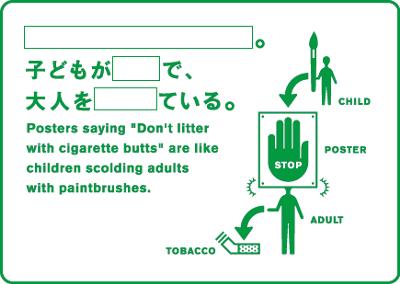 。
子どもが で、
大人を ている。
Posters saying "Don't litter
with cigarette butts" are like
children scolding adults
with paintbrushes.
CHILD
STOP
POSTER
ADULT
TOBACCO